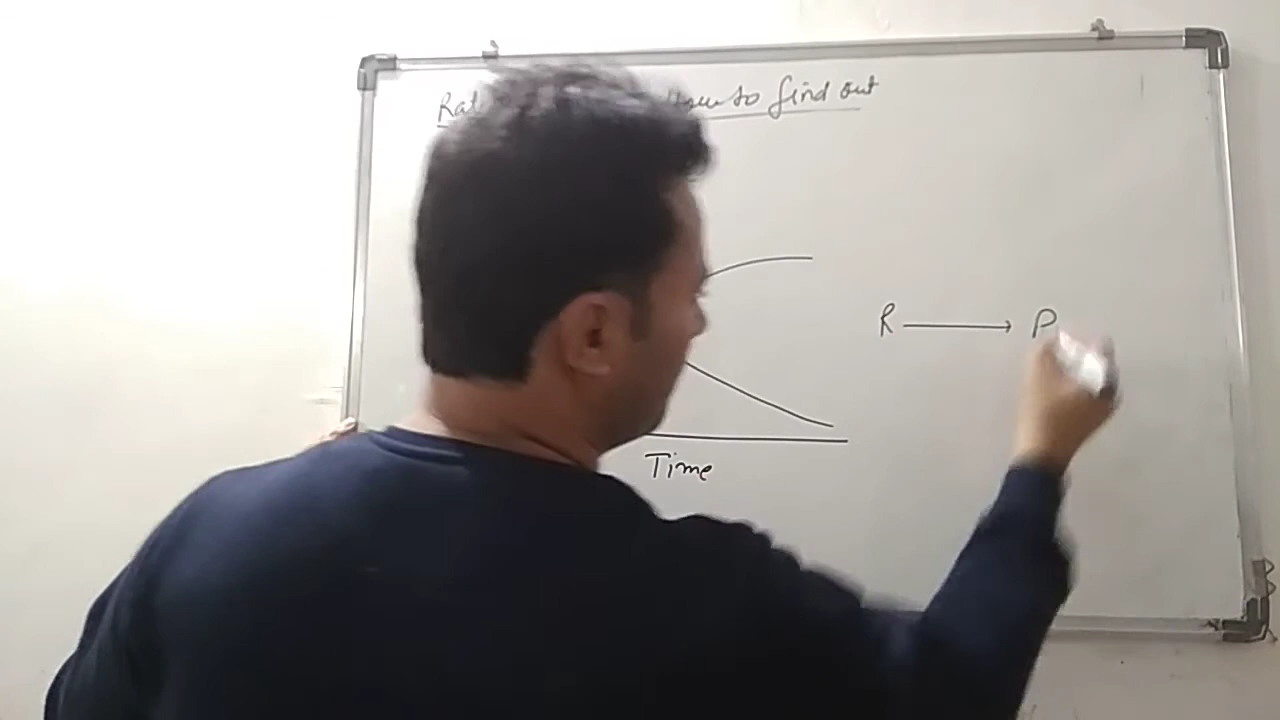 Rat How to find out
R → P
Time